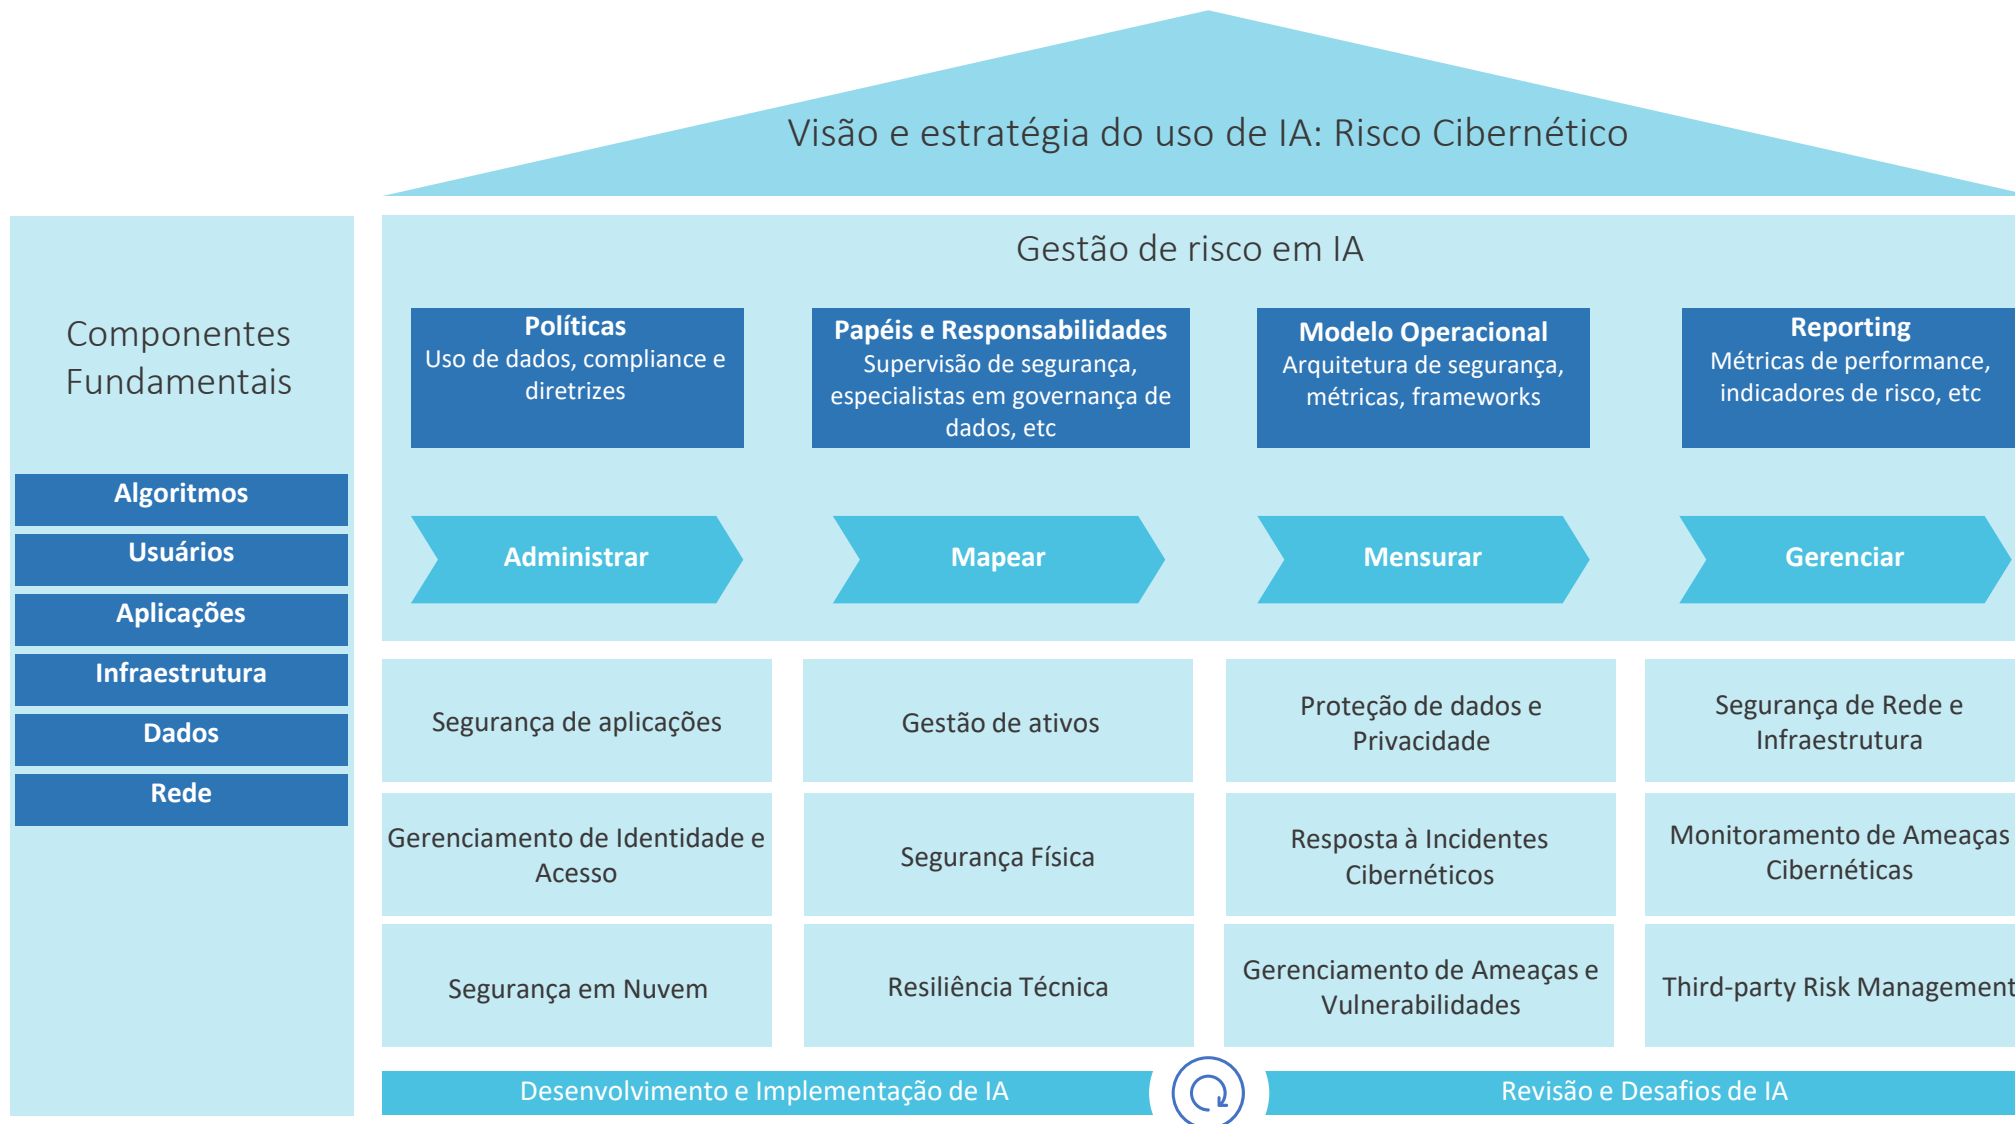 Visão e estratégia do uso de IA: Risco Cibernético
Componentes
Fundamentais
Algoritmos
Usuários
Aplicações
Infraestrutura
Dados
Rede
Gestão de risco em IA
Políticas
Uso de dados, compliance e
diretrizes
Papéis e Responsabilidades
Supervisão de segurança,
especialistas em governança de
dados, etc
Modelo Operacional
Arquitetura de segurança,
métricas, frameworks
Reporting
Métricas de performance,
indicadores de risco, etc
Administrar
Mapear
Mensurar
Gerenciar
Segurança de aplicações
Gestão de ativos
Proteção de dados e
Privacidade
Segurança de Rede e
Infraestrutura
Gerenciamento de Identidade e
Acesso
Segurança Física
Resposta à Incidentes
Cibernéticos
Monitoramento de Ameaças
Cibernéticas
Segurança em Nuvem
Resiliência Técnica
Gerenciamento de Ameaças e
Vulnerabilidades
Third-party Risk Management
Desenvolvimento e Implementação de IA
Revisão e Desafios de IA